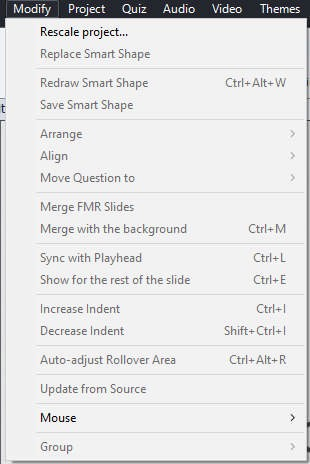 Modify Project Quiz Audio Video Themes
Rescale project...
Replace Smart Shape
Redraw Smart Shape Ctrl+Alt+W
Save Smart Shape
Arrange
Align
Move Question to
Merge FMR Slides
Merge with the background Ctrl+M
Sync with Playhead Ctrl+L
Show for the rest of the slide Ctrl+E
Increase Indent Ctrl+I
Decrease Indent Shift+Ctrl+I
Auto-adjust Rollover Area Ctrl+Alt+R
Update from Source
Mouse
Group